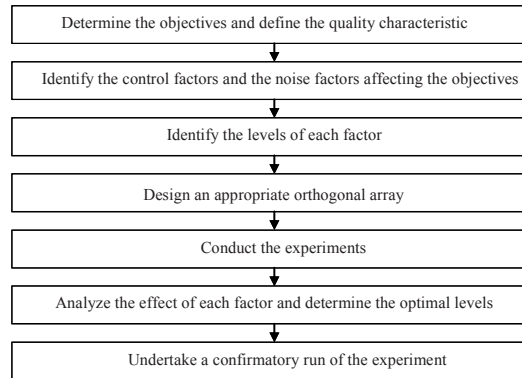 Determine the objectives and define the quality characteristic
Identify the control factors and the noise factors affecting the objectives
Identify the levels of each factor
Design an appropriate orthogonal array
Conduct the experiments
Analyze the effect of each factor and determine the optimal levels
Undertake a confirmatory run of the experiment